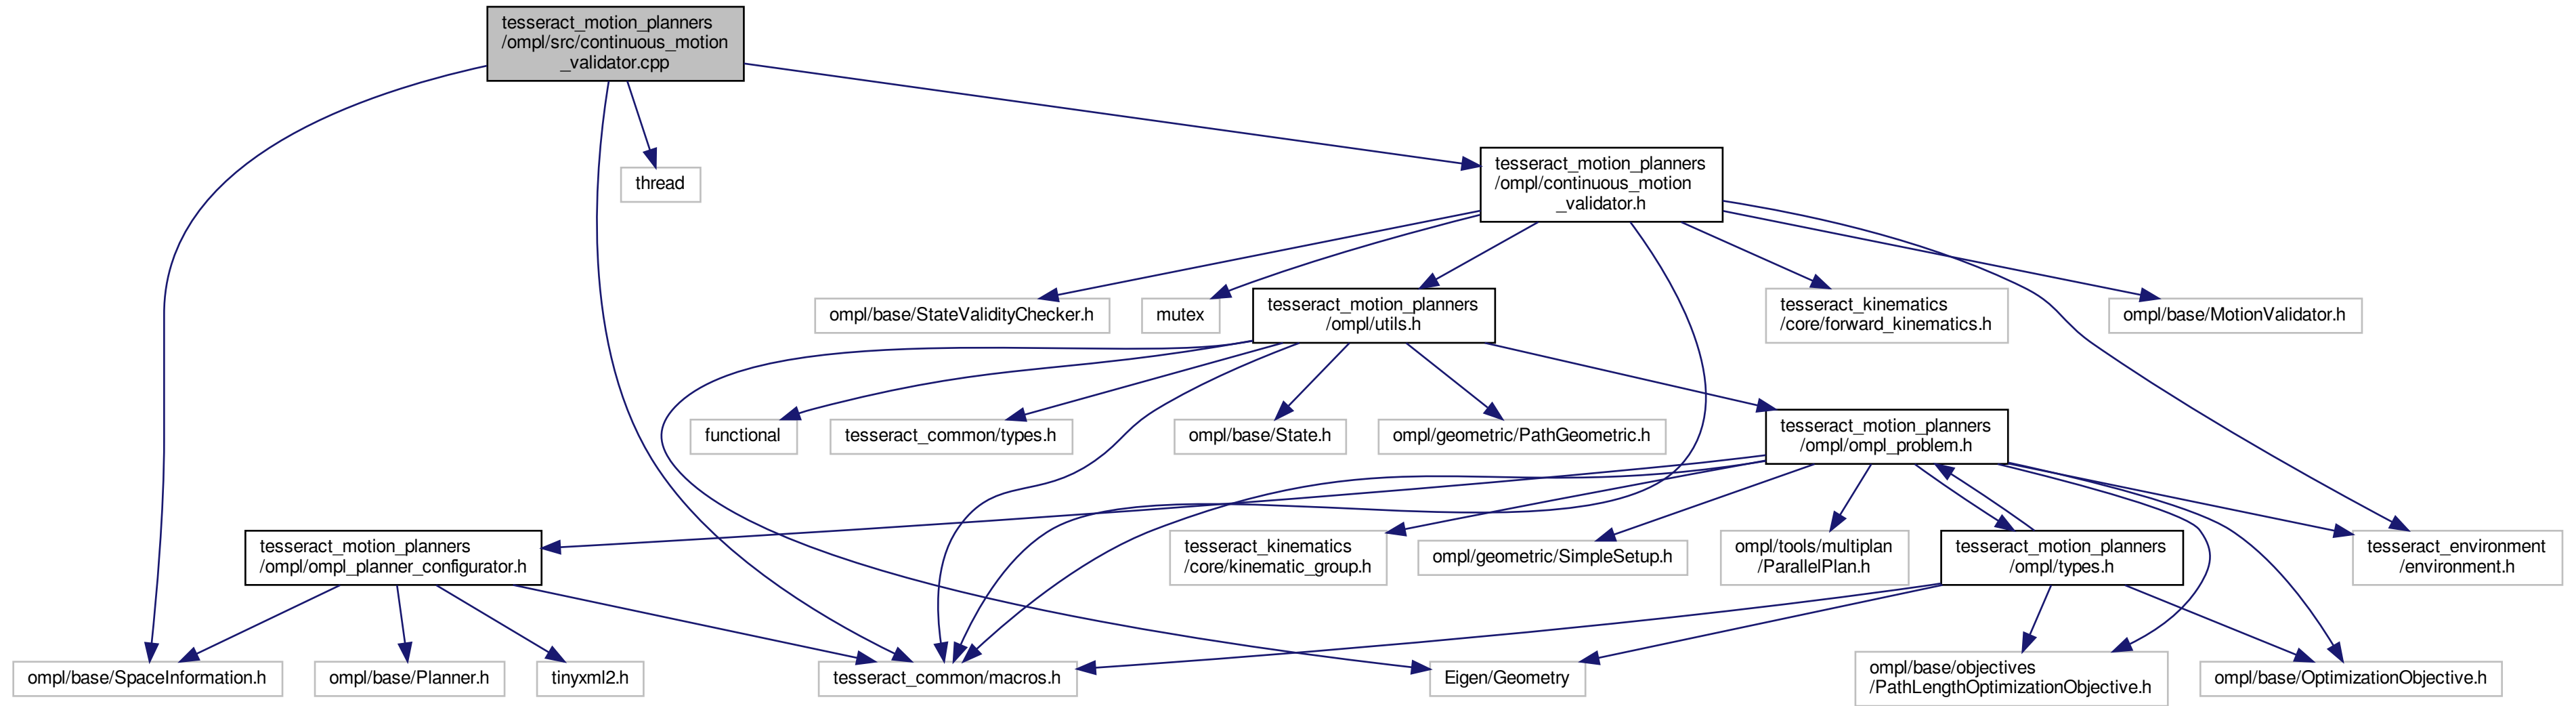 tesseract_motion_planners
/ompl/src/continuous_motion
_validator.cpp
thread
tesseract_motion_planners
/ompl/continuous_motion
_validator.h
ompl/base/StateValidityChecker.h
mutex
tesseract_motion_planners
/ompl/utils.h
tesseract_kinematics
/core/forward_kinematics.h
ompl/base/MotionValidator.h
functional
tesseract_common/types.h
ompl/base/State.h
ompl/geometric/PathGeometric.h
tesseract_motion_planners
/ompl/ompl_problem.h
tesseract_motion_planners
/ompl/ompl_planner_configurator.h
tesseract_kinematics
/core/kinematic_group.h
ompl/geometric/SimpleSetup.h
ompl/tools/multiplan
/ParallelPlan.h
tesseract_motion_planners
/ompl/types.h
tesseract_environment
/environment.h
ompl/base/SpaceInformation.h
ompl/base/Planner.h
tinyxml2.h
tesseract_common/macros.h
Eigen/Geometry
ompl/base/objectives
/PathLengthOptimizationObjective.h
ompl/base/OptimizationObjective.h